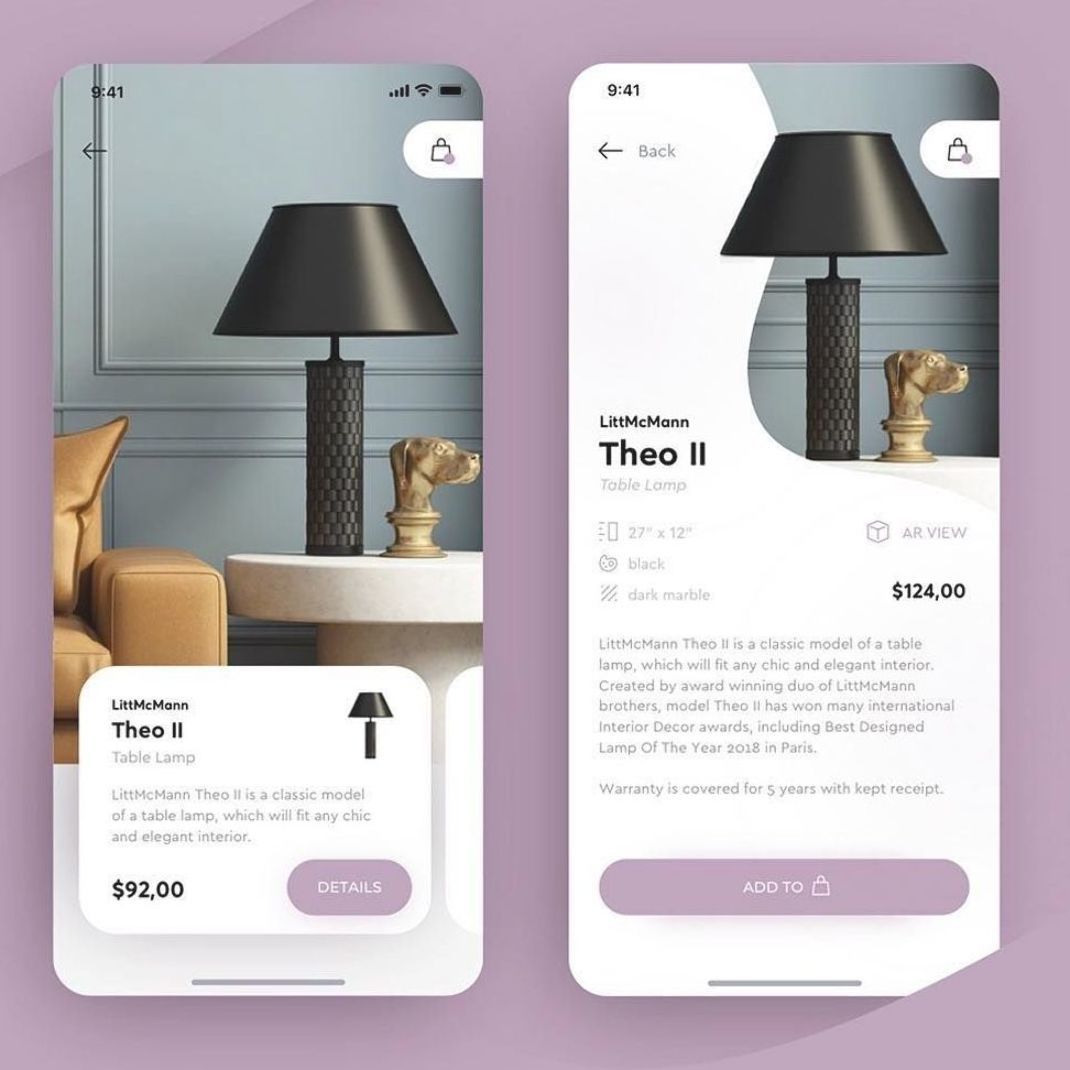 9:41
LittMcMann
Theo II
Table Lamp
LittMcMann Theo II is a classic model
of a table lamp, which will fit any chic
and elegant interior.
$92,00
DETAILS
9:41
Back
LittMcMann
Theo II
Table Lamp
27" x 12"
AR VIEW
black
dark marble
$124,00
LittMcMann Theo II is a classic model of a table
lamp, which will fit any chic and elegant interior.
Created by award winning duo of LittMcMann
brothers, model Theo II has won many international
Interior Decor awards, including Best Designed
Lamp Of The Year 2018 in Paris.
Warranty is covered for 5 years with kept receipt.
ADD TO